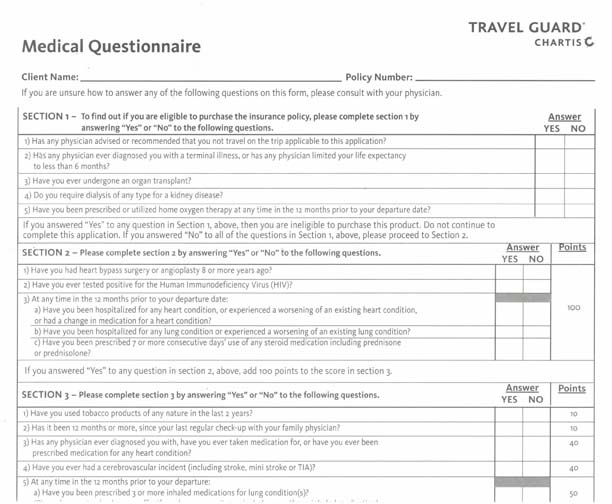 TRAVEL GUARD®
CHARTIS
Medical Questionnaire
Client Name: Policy Number:
If you are unsure how to answer any of the following questions on this form, please consult with your physician.
SECTION 1 – To find out if you are eligible to purchase the insurance policy, please complete section 1 by Answer
answering "Yes" or "No" to the following questions. YES NO
1) Has any physician advised or recommended that you not travel on the trip applicable to this application?
2) Has any physician ever diagnosed you with a terminal illness, or has any physician limited your life expectancy
to less than 6 months?
3) Have you ever undergone an organ transplant?
4) Do you require dialysis of any type for a kidney disease?
5) Have you been prescribed or utilized home oxygen therapy at any time in the 12 months prior to your departure date?
If you answered "Yes" to any question in Section 1, above, then you are ineligible to purchase this product. Do not continue to
complete this application. If you answered "No" to all of the questions in Section 1, above, please proceed to Section 2.
SECTION 2 – Please complete section 2 by answering "Yes" or "No" to the following questions. Answer Points
YES NO
1) Have you had heart bypass surgery or angioplasty 8 or more years ago?
2) Have you ever tested positive for the Human Immunodeficiency Virus (HIV)?
3) At any time in the 12 months prior to your departure date:
a) Have you been hospitalized for any heart condition, or experienced a worsening of an existing heart condition, 100
or had a change in medication for a heart condition?
b) Have you been hospitalized for any lung condition or experienced a worsening of an existing lung condition?
c) Have you been prescribed 7 or more consecutive days' use of any steroid medication including prednisone
or prednisolone?
If you answered "Yes" to any question in section 2, add 100 points to the score in section 3.
SECTION 3 – Please complete section 3 by answering "Yes" or "No" to the following questions. Answer Points
YES NO
1) Have you used tobacco products of any nature in the last 2 years? 10
2) Has it been 12 months or more, since your last regular check-up with your family physician? 10
3) Has any physician ever diagnosed you with, have you ever taken medication for, or have you ever been 40
prescribed medication for any heart condition?
4) Have you ever had a cerebrovascular incident (including stroke, mini stroke or TIA)? 40
5) At any time in the 12 months prior to your departure:
a) Have you been prescribed 3 or more inhaled medications for lung condition(s)? 50